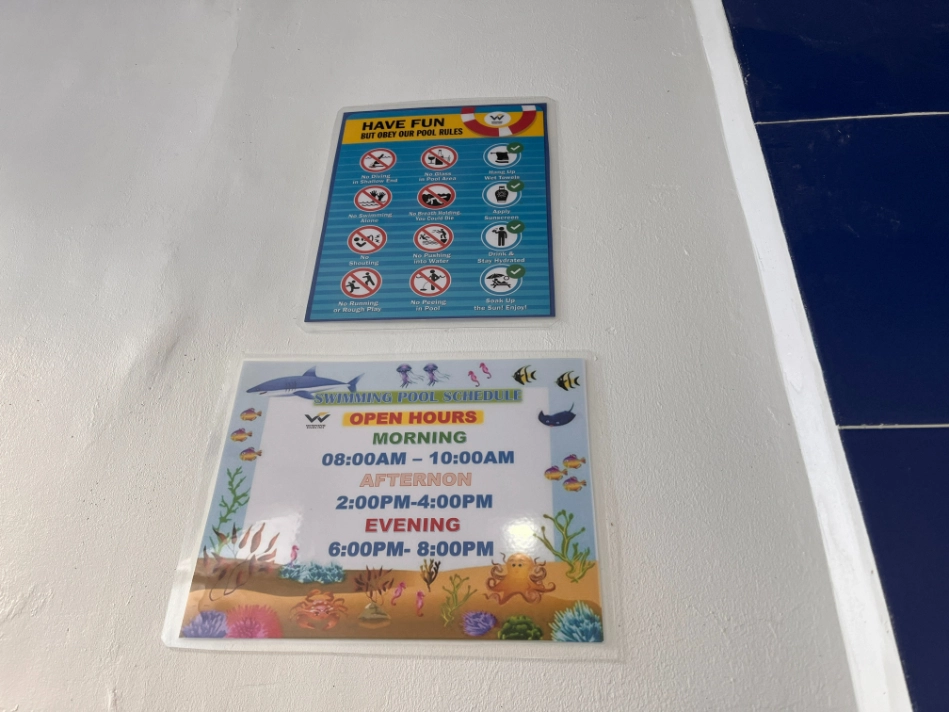 HAVE FUN
BUT OBEY OUR POOL RULES
No Diving
in Shallow End
No Glass
in Pool Area
Hang Up
Wet Towels
No Swimming
Alone
No Breath Holding
You Could Die
Apply
Sunscreen
No
Shouting
No Pushing
into Water
Drink &
Stay Hydrated
No Running
or Rough Play
No Peeing
in Pool
Soak Up
the Sun! Enjoy!
SWIMMING POOL SCHEDULE
OPEN HOURS
MORNING
08:00AM – 10:00AM
AFTERNON
2:00PM-4:00PM
EVENING
6:00PM- 8:00PM